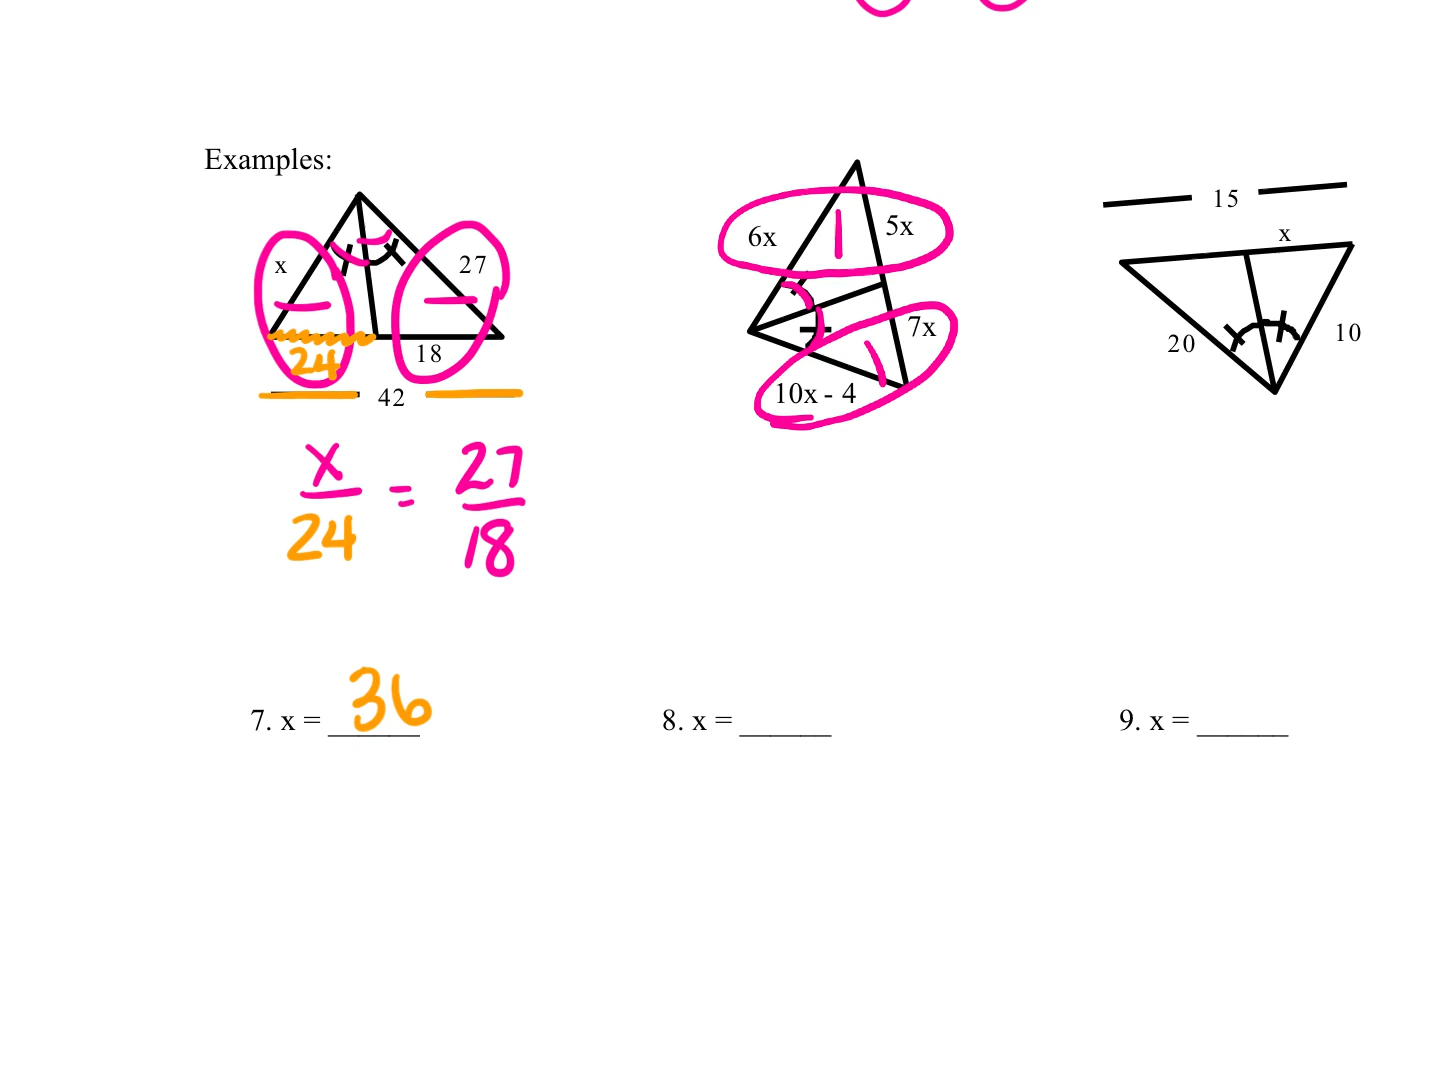 Examples:
15
x
6x 5x
x 27
7x
20 10
24 18
42
10x - 4
x/24 = 27/18
7. x = 36
8. x = ______
9. x = ______